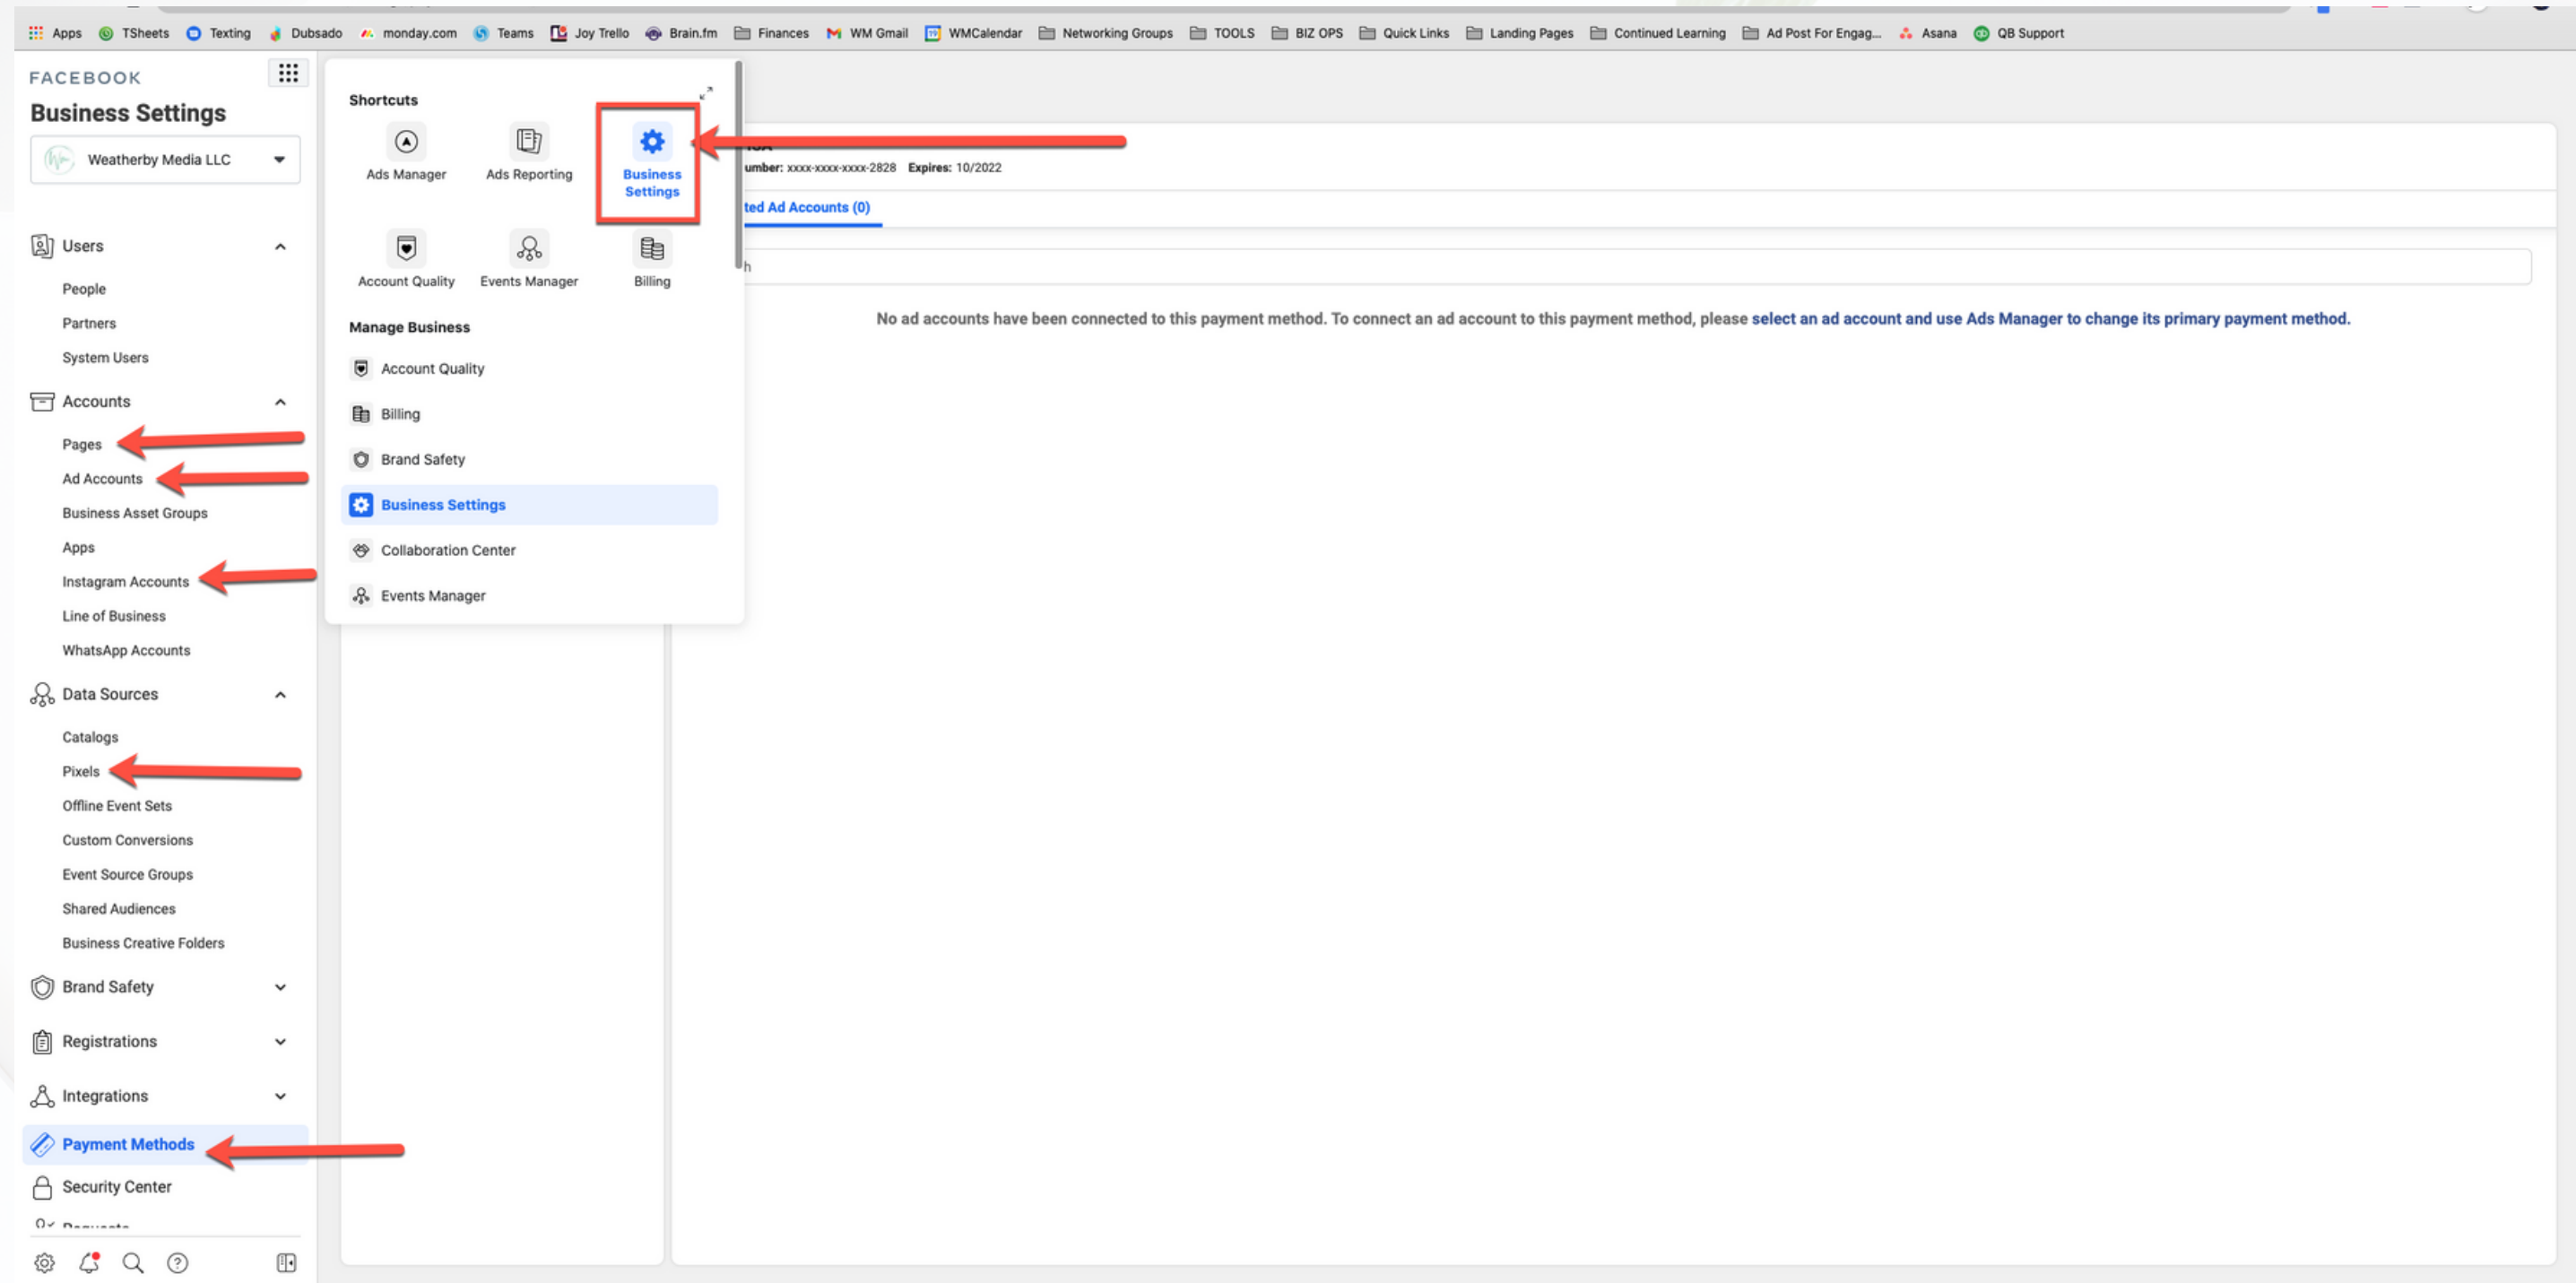 Apps TSheets Texting Dubsado monday.com Teams Joy Trello Brain.fm Finances WM Gmail WMCalendar Networking Groups TOOLS BIZ OPS Quick Links Landing Pages Continued Learning Ad Post For Engag... Asana QB Support
FACEBOOK
Business Settings
Weatherby Media LLC
Users
People
Partners
System Users
Accounts
Pages
Ad Accounts
Business Asset Groups
Apps
Instagram Accounts
Line of Business
WhatsApp Accounts
Data Sources
Catalogs
Pixels
Offline Event Sets
Custom Conversions
Event Source Groups
Shared Audiences
Business Creative Folders
Brand Safety
Registrations
Integrations
Payment Methods
Security Center
Shortcuts
Ads Manager
Ads Reporting
Business
Settings
Account Quality
Events Manager
Billing
Manage Business
Account Quality
Billing
Brand Safety
Business Settings
Collaboration Center
Events Manager
umber: xxxx-xxxx-xxxx-2828 Expires: 10/2022
ted Ad Accounts (0)
h
No ad accounts have been connected to this payment method. To connect an ad account to this payment method, please select an ad account and use Ads Manager to change its primary payment method.